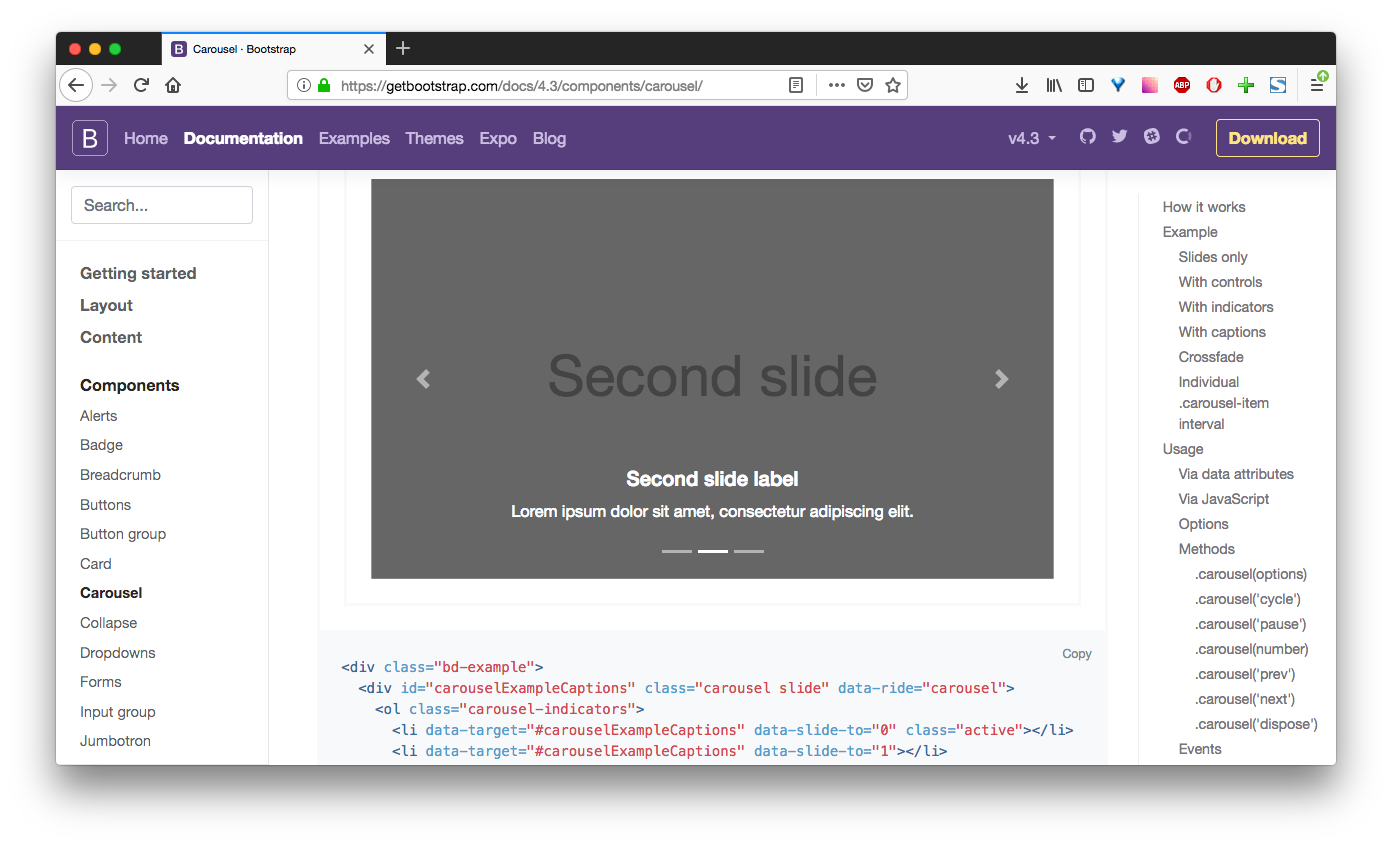 Carousel · Bootstrap
https://getbootstrap.com/docs/4.3/components/carousel/
ABP
B
Home
Documentation
Examples
Themes
Expo
Blog
v4.3
Download
Search...
Getting started
Layout
Content
Components
Alerts
Badge
Breadcrumb
Buttons
Button group
Card
Carousel
Collapse
Dropdowns
Forms
Input group
Jumbotron
Second slide
Second slide label
Lorem ipsum dolor sit amet, consectetur adipiscing elit.
Copy
<div class="bd-example">
  <div id="carouselExampleCaptions" class="carousel slide" data-ride="carousel">
    <ol class="carousel-indicators">
      <li data-target="#carouselExampleCaptions" data-slide-to="0" class="active"></li>
      <li data-target="#carouselExampleCaptions" data-slide-to="1"></li>
How it works
Example
Slides only
With controls
With indicators
With captions
Crossfade
Individual
.carousel-item
interval
Usage
Via data attributes
Via JavaScript
Options
Methods
.carousel(options)
.carousel('cycle')
.carousel('pause')
.carousel(number)
.carousel('prev')
.carousel('next')
.carousel('dispose')
Events